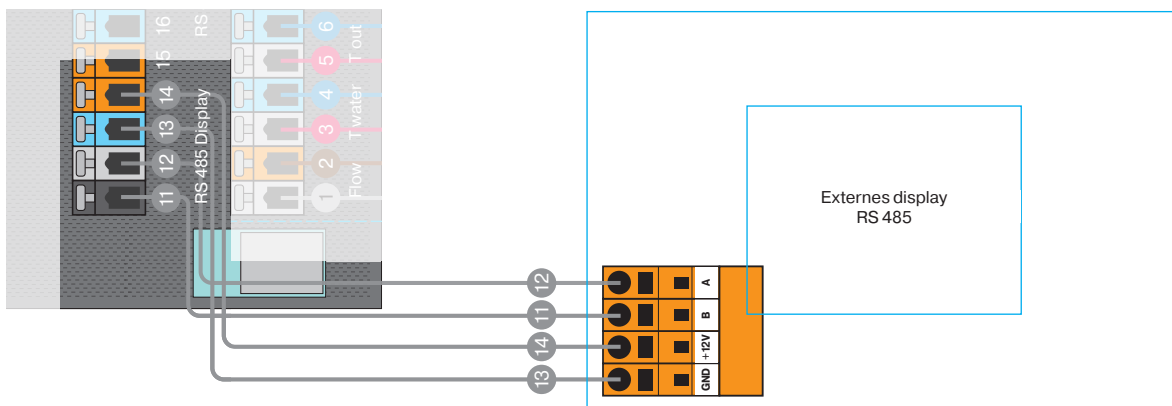 16
15
14
13
12
11
RS
RS 485 Display
6
5
4
3
2
1
T out
T water
Flow
Externes display
RS 485
12
11
14
13
A
B
+12V
GND